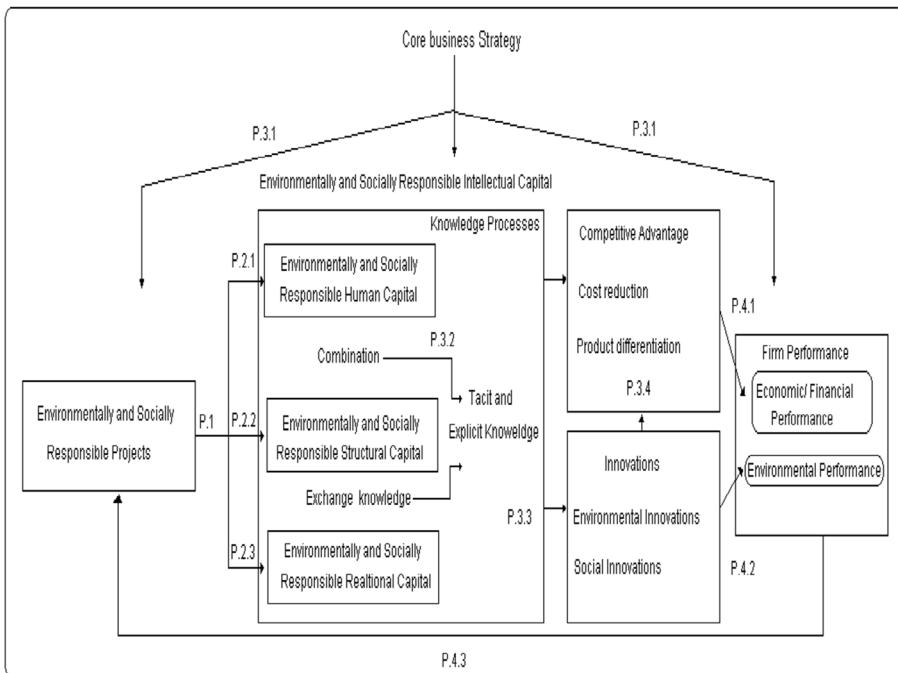 Core business Strategy
P.3.1
P.3.1
Environmentally and Socially Responsible Intellectual Capital
Knowledge Processes
P.2.1
Environmentally and Socially
Responsible Human Capital
P.3.2
Combination
Tacit and
Explicit Knoweldge
P.1
P.2.2
Environmentally and Socially
Responsible Projects
Environmentally and Socially
Responsible Structural Capital
Exchange knowledge
P.3.3
P.2.3
Environmentally and Socially
Responsible Realtional Capital
Competitive Advantage
Cost reduction
Product differentiation
P.3.4
Innovations
Environmental Innovations
Social Innovations
P.4.1
Firm Performance
Economic/ Financial
Performance
Environmental Performance
P.4.2
P.4.3